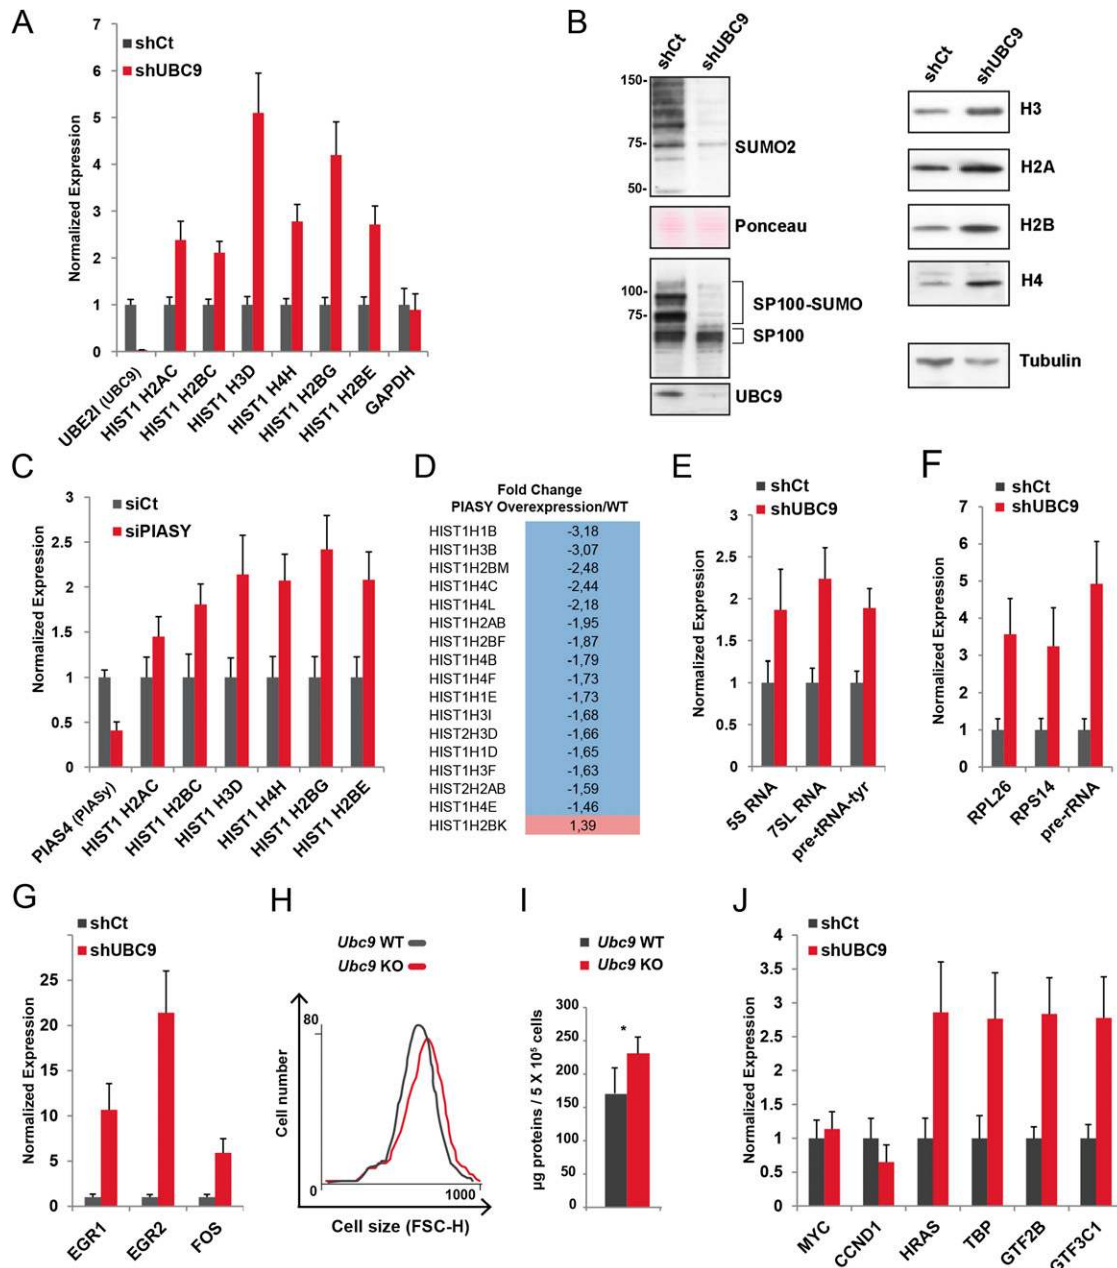 A
7
6
5
4
3
2
1
0
Normalized Expression
shCt
shUBC9
UBE2I (UBC9)
HIST1 H2AC
HIST1 H2BC
HIST1 H3D
HIST1 H4H
HIST1 H2BG
HIST1 H2BE
GAPDH
B
shCt
shUBC9
150-
75-
50-
SUMO2
Ponceau
100-
75-
SP100-SUMO
SP100
UBC9
shCt
shUBC9
H3
H2A
H2B
H4
Tubulin
C
3
2.5
2
1.5
1
0.5
0
Normalized Expression
siCt
siPIASY
PIAS4 (PIASy)
HIST1 H2AC
HIST1 H2BC
HIST1 H3D
HIST1 H4H
HIST1 H2BG
HIST1 H2BE
D
Fold Change
PIASY Overexpression/WT
HIST1H1B -3,18
HIST1H3B -3,07
HIST1H2BM -2,48
HIST1H4C -2,44
HIST1H4L -2,18
HIST1H2AB -1,95
HIST1H2BF -1,87
HIST1H4B -1,79
HIST1H4F -1,73
HIST1H1E -1,73
HIST1H3I -1,68
HIST2H3D -1,66
HIST1H1D -1,65
HIST1H3F -1,63
HIST2H2AB -1,59
HIST1H4E -1,46
HIST1H2BK 1,39
E
shCt
shUBC9
3
2.5
2
1.5
1
0.5
0
Normalized Expression
5S RNA
7SL RNA
pre-tRNA-tyr
F
shCt
shUBC9
7
6
5
4
3
2
1
0
Normalized Expression
RPL26
RPS14
pre-rRNA
G
shCt
shUBC9
25
20
15
10
5
0
Normalized Expression
EGR1
EGR2
FOS
H
Ubc9 WT
Ubc9 KO
80
0
1000
Cell number
Cell size (FSC-H)
I
Ubc9 WT
Ubc9 KO
300
250
200
150
100
50
0
*
µg proteins / 5 X 10⁵ cells
J
4
3.5
3
2.5
2
1.5
1
0.5
0
Normalized Expression
shCt
shUBC9
MYC
CCND1
HRAS
TBP
GTF2B
GTF3C1